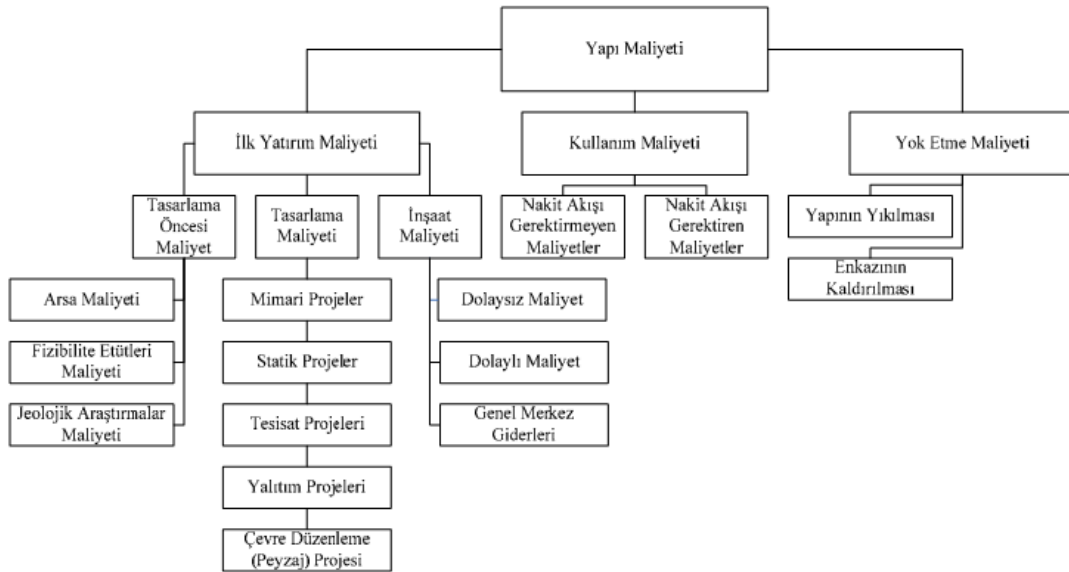 Yapı Maliyeti
İlk Yatırım Maliyeti
Kullanım Maliyeti
Yok Etme Maliyeti
Tasarlama
Öncesi
Maliyet
Tasarlama
Maliyeti
İnşaat
Maliyeti
Nakit Akışı
Gerektirmeyen
Maliyetler
Nakit Akışı
Gerektiren
Maliyetler
Yapının Yıkılması
Enkazının
Kaldırılması
Arsa Maliyeti
Fizibilite Etütleri
Maliyeti
Jeolojik Araştırmalar
Maliyeti
Mimari Projeler
Statik Projeler
Tesisat Projeleri
Yalıtım Projeleri
Çevre Düzenleme
(Peyzaj) Projesi
Dolaysız Maliyet
Dolaylı Maliyet
Genel Merkez
Giderleri